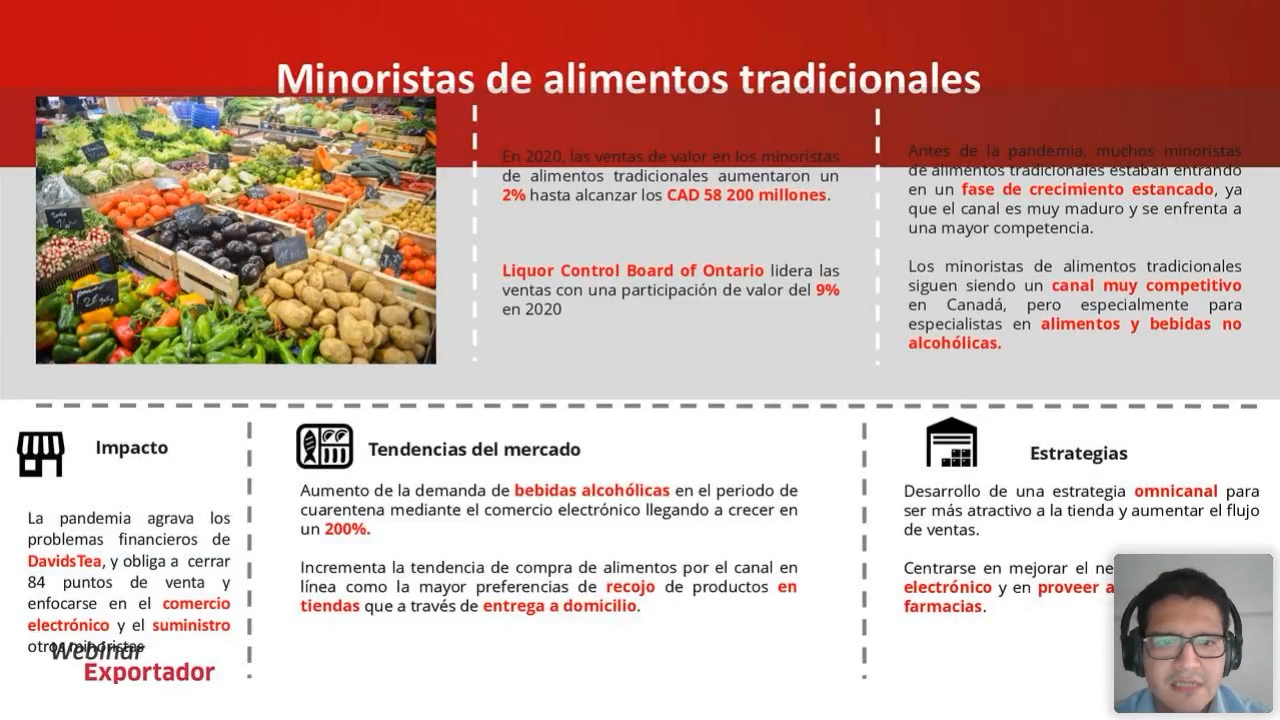 Minoristas de alimentos tradicionales
En 2020, las ventas de valor en los minoristas
de alimentos tradicionales aumentaron un
2% hasta alcanzar los CAD 58 200 millones.
Liquor Control Board of Ontario lidera las
ventas con una participación de valor del 9%
en 2020
Antes de la pandemia, muchos minoristas
de alimentos tradicionales estaban entrando
en un fase de crecimiento estancado, ya
que el canal es muy maduro y se enfrenta a
una mayor competencia.
Los minoristas de alimentos tradicionales
siguen siendo un canal muy competitivo
en Canadá, pero especialmente para
especialistas en alimentos y bebidas no
alcohólicas.
Impacto
La pandemia agrava los
problemas financieros de
DavidsTea, y obliga a cerrar
84 puntos de venta y
enfocarse en el comercio
electrónico y el suministro
otros minoristas
Tendencias del mercado
Aumento de la demanda de bebidas alcohólicas en el periodo de
cuarentena mediante el comercio electrónico llegando a crecer en
un 200%.
Incrementa la tendencia de compra de alimentos por el canal en
línea como la mayor preferencias de recojo de productos en
tiendas que a través de entrega a domicilio.
Estrategias
Desarrollo de una estrategia omnicanal para
ser más atractivo a la tienda y aumentar el flujo
de ventas.
Centrarse en mejorar el
electrónico y en proveer
farmacias.
Webinar
Exportador